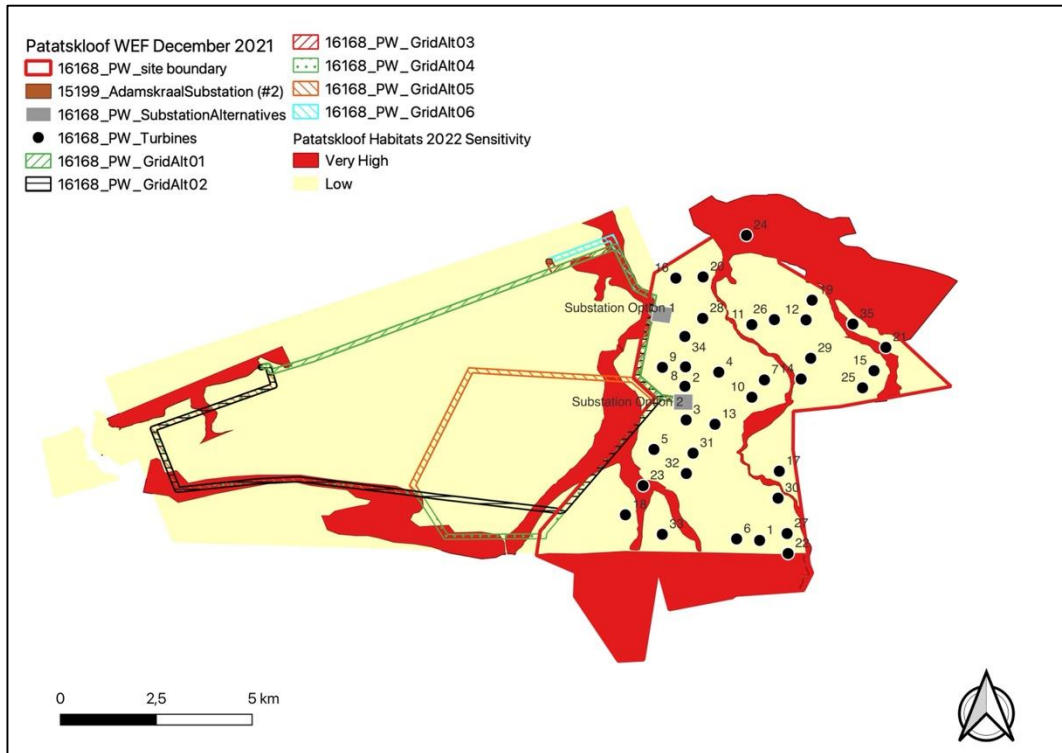 Patatskloof WEF December 2021
16168_PW_site boundary
15199_AdamskraalSubstation (#2)
16168_PW_SubstationAlternatives
16168_PW_Turbines
16168_PW_GridAlt01
16168_PW_GridAlt02
16168_PW_GridAlt03
16168_PW_GridAlt04
16168_PW_GridAlt05
16168_PW_GridAlt06
Patatskloof Habitats 2022 Sensitivity
Very High
Low
24
16
20
19
Substation Option 1
28
11
26
12
35
34
21
9
8
4
29
7
14
15
2
10
25
Substation Option 2
3
13
5
31
32
17
23
30
18
33
6
1
27
22
0
2,5
5 km